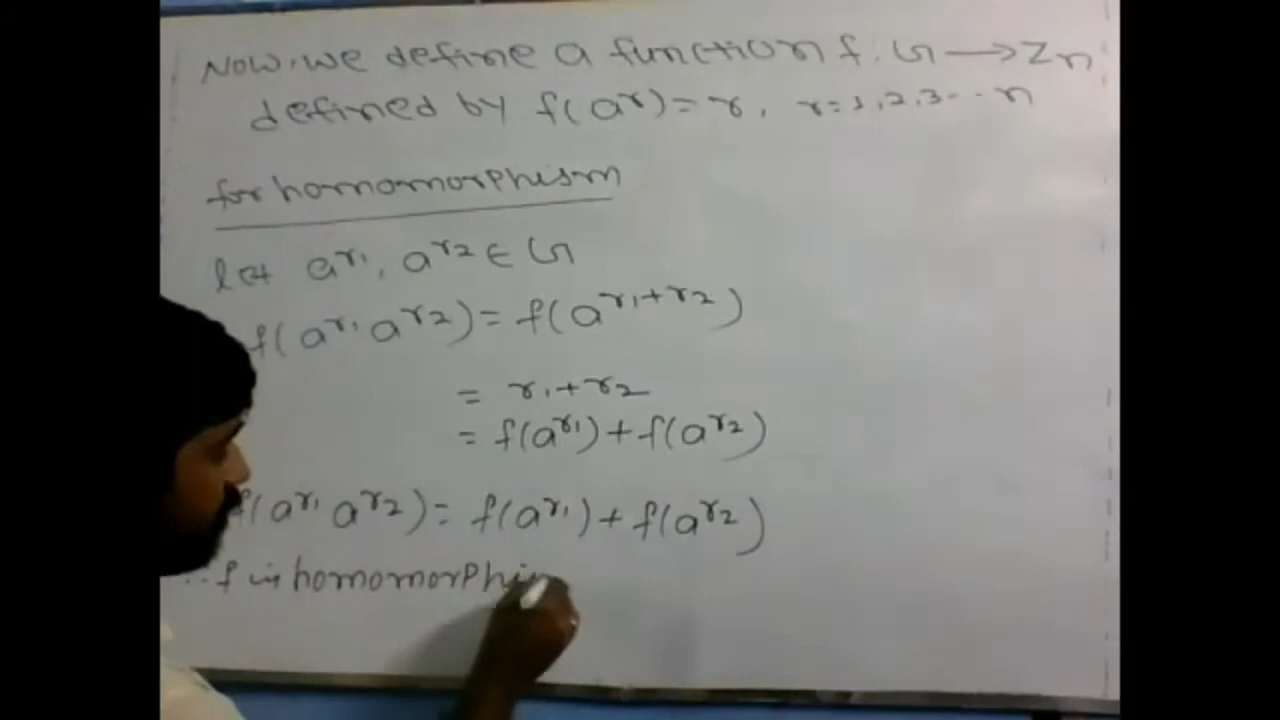 Now, we define a function f: G → Zn
defined by f(a^r) = r, r = 1, 2, 3 ... n
for homomorphism
let a^r1, a^r2 ∈ G
f(a^r1 a^r2) = f(a^r1+r2)
= r1 + r2
= f(a^r1) + f(a^r2)
f(a^r1 a^r2) = f(a^r1) + f(a^r2)
∴ f is homomorphi